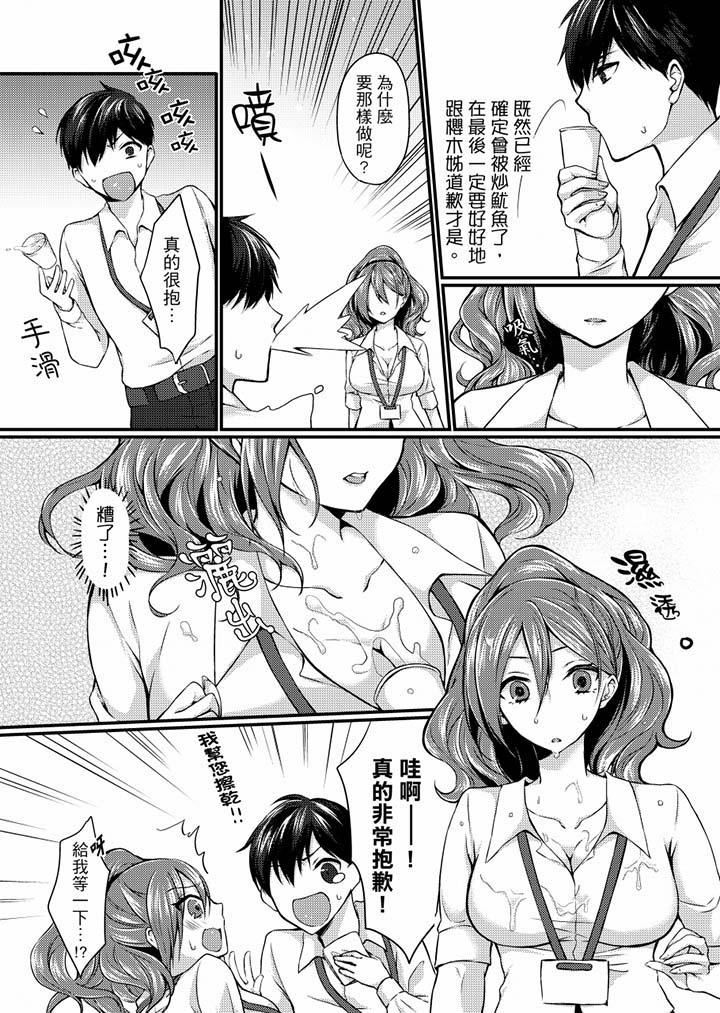 既然已經—
確定會被炒魷魚了，
在最後一定要好好地
跟櫻木姊道歉才是。
吸氣
為什麼
要那樣做呢？
噴—
咳咳咳咳
真的很抱…
手滑
糟了…！
灑出
濕透。
哇啊——！
真的非常抱歉！
我幫您擦乾！！
呀
給我等一下…！？